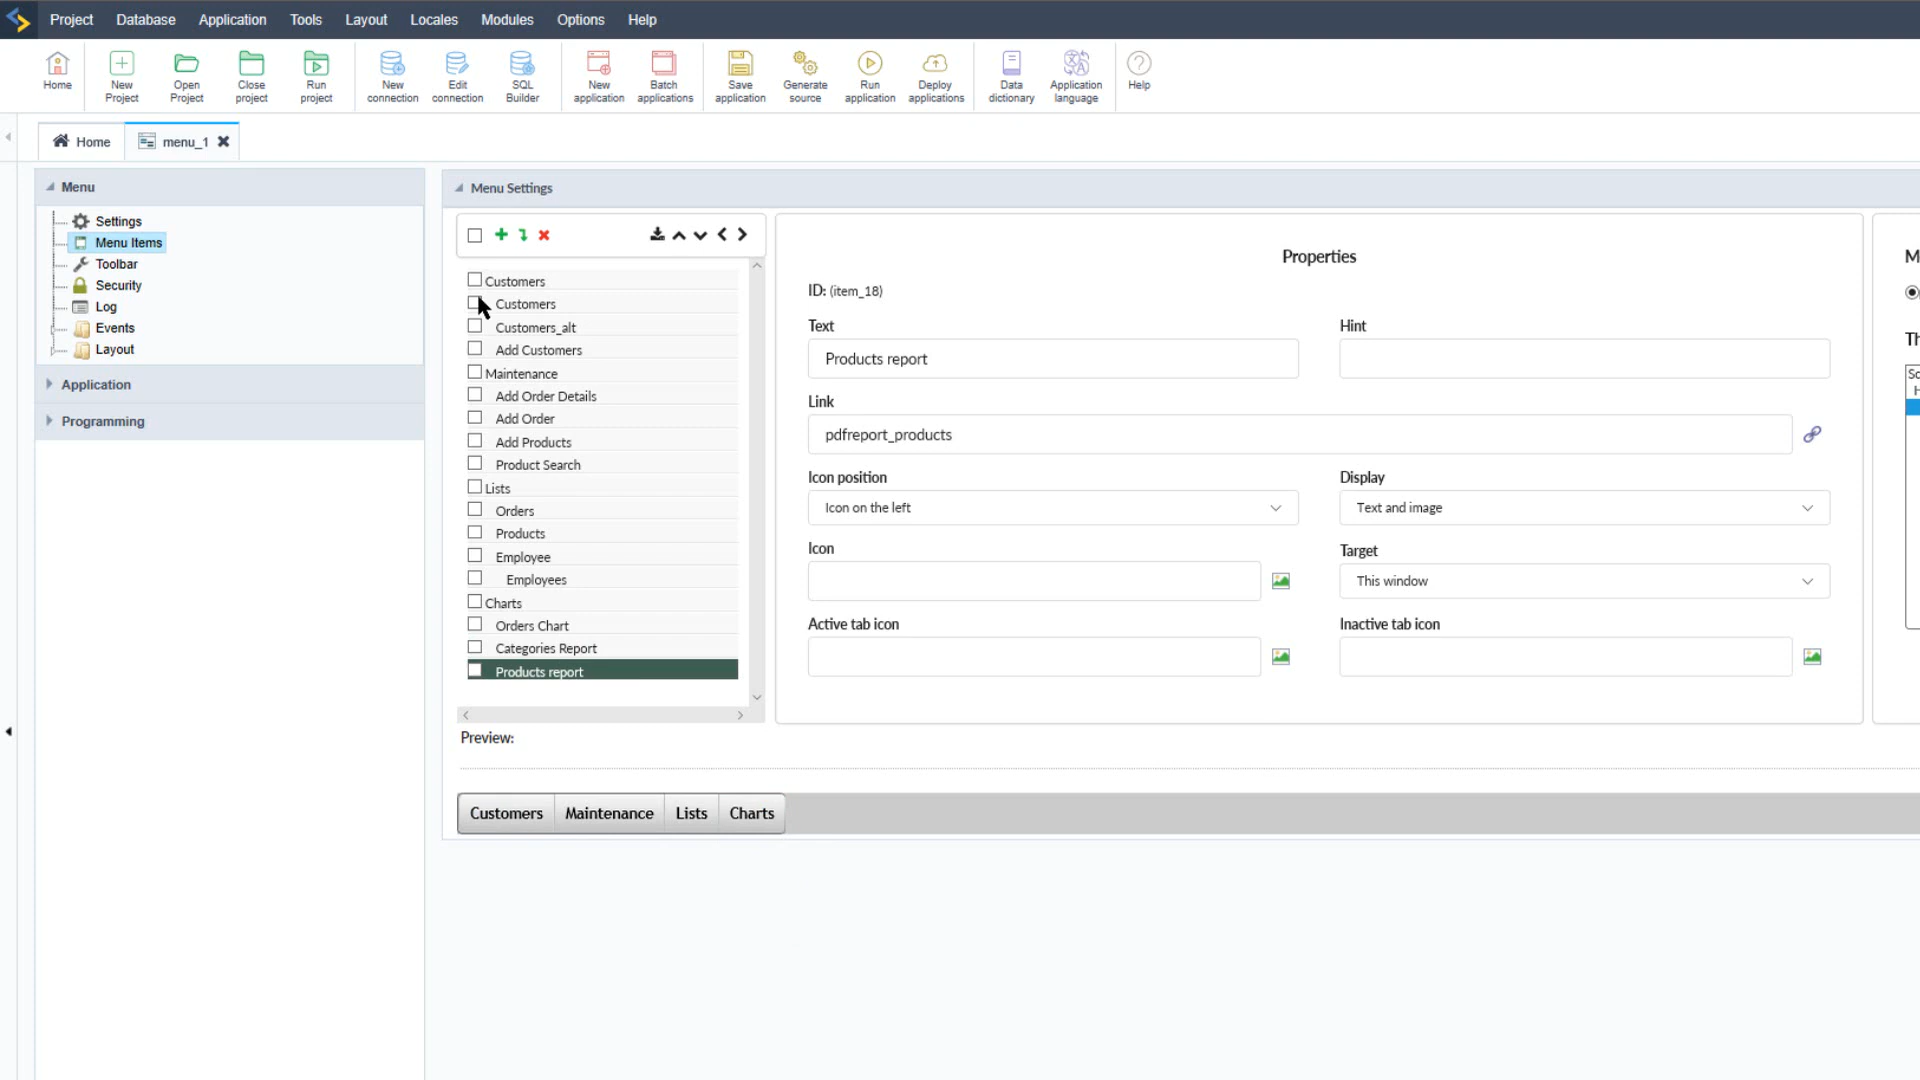 Project Database Application Tools Layout Locales Modules Options Help
Home
New Project
Open Project
Close project
Run project
New connection
Edit connection
SQL Builder
New application
Batch applications
Save application
Generate source
Run application
Deploy applications
Data dictionary
Application language
Help
Home
menu_1
Menu
Settings
Menu Items
Toolbar
Security
Log
Events
Layout
Application
Programming
Menu Settings
Customers
Customers
Customers_alt
Add Customers
Maintenance
Add Order Details
Add Order
Add Products
Product Search
Lists
Orders
Products
Employee
Employees
Charts
Orders Chart
Categories Report
Products report
Properties
ID: (item_18)
Text
Hint
Products report
Link
pdfreport_products
Icon position
Display
Icon on the left
Text and image
Icon
Target
This window
Active tab icon
Inactive tab icon
Preview:
Customers Maintenance Lists Charts